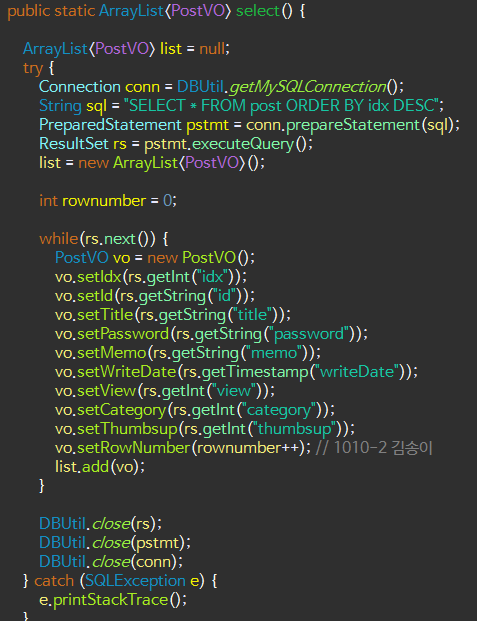 public static ArrayList<PostVO> select() {
ArrayList<PostVO> list = null;
try {
Connection conn = DBUtil.getMySQLConnection();
String sql = "SELECT * FROM post ORDER BY idx DESC";
PreparedStatement pstmt = conn.prepareStatement(sql);
ResultSet rs = pstmt.executeQuery();
list = new ArrayList<PostVO>();
int rownumber = 0;
while(rs.next()) {
PostVO vo = new PostVO();
vo.setIdx(rs.getInt("idx"));
vo.setId(rs.getString("id"));
vo.setTitle(rs.getString("title"));
vo.setPassword(rs.getString("password"));
vo.setMemo(rs.getString("memo"));
vo.setWriteDate(rs.getTimestamp("writeDate"));
vo.setView(rs.getInt("view"));
vo.setCategory(rs.getInt("category"));
vo.setThumbsup(rs.getInt("thumbsup"));
vo.setRowNumber(rownumber++); // 1010-2 김송이
list.add(vo);
}
DBUtil.close(rs);
DBUtil.close(pstmt);
DBUtil.close(conn);
} catch (SQLException e) {
e.printStackTrace();
}